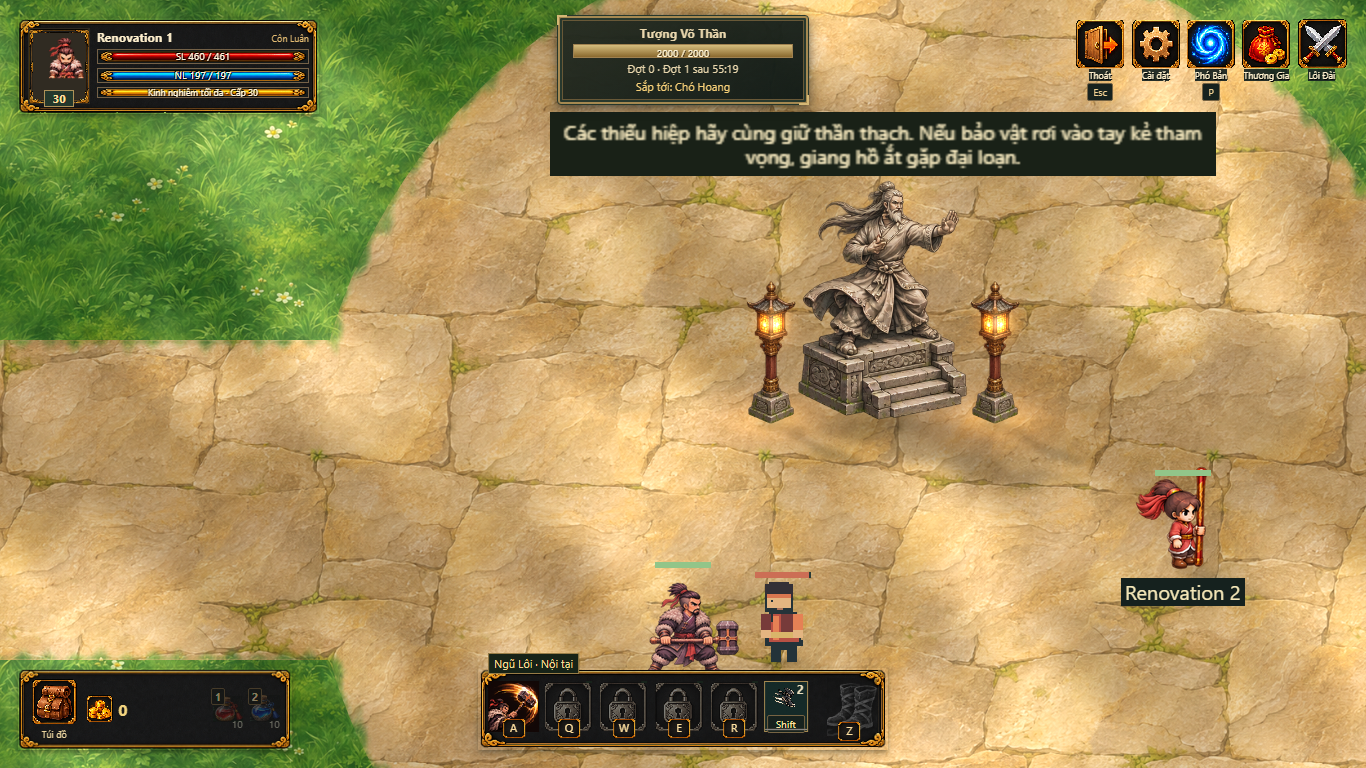 Renovation 1
Côn Luân
SL 460 / 461
NL 197 / 197
Kinh nghiệm tối đa - Cấp 30
30
Tượng Võ Thần
2000 / 2000
Đợt 0 · Đợt 1 sau 55:19
Sắp tới: Chó Hoang
Thoát
Cài đặt
Phó Bản
Thương Gia
Lôi Đài
Esc
P
Các thiếu hiệp hãy cùng giữ thần thạch. Nếu bảo vật rơi vào tay kẻ tham
vọng, giang hồ ắt gặp đại loạn.
Renovation 2
Ngũ Lôi · Nội tại
A
Q
W
E
R
2
Shift
Z
Túi đồ
0
1
10
2
10